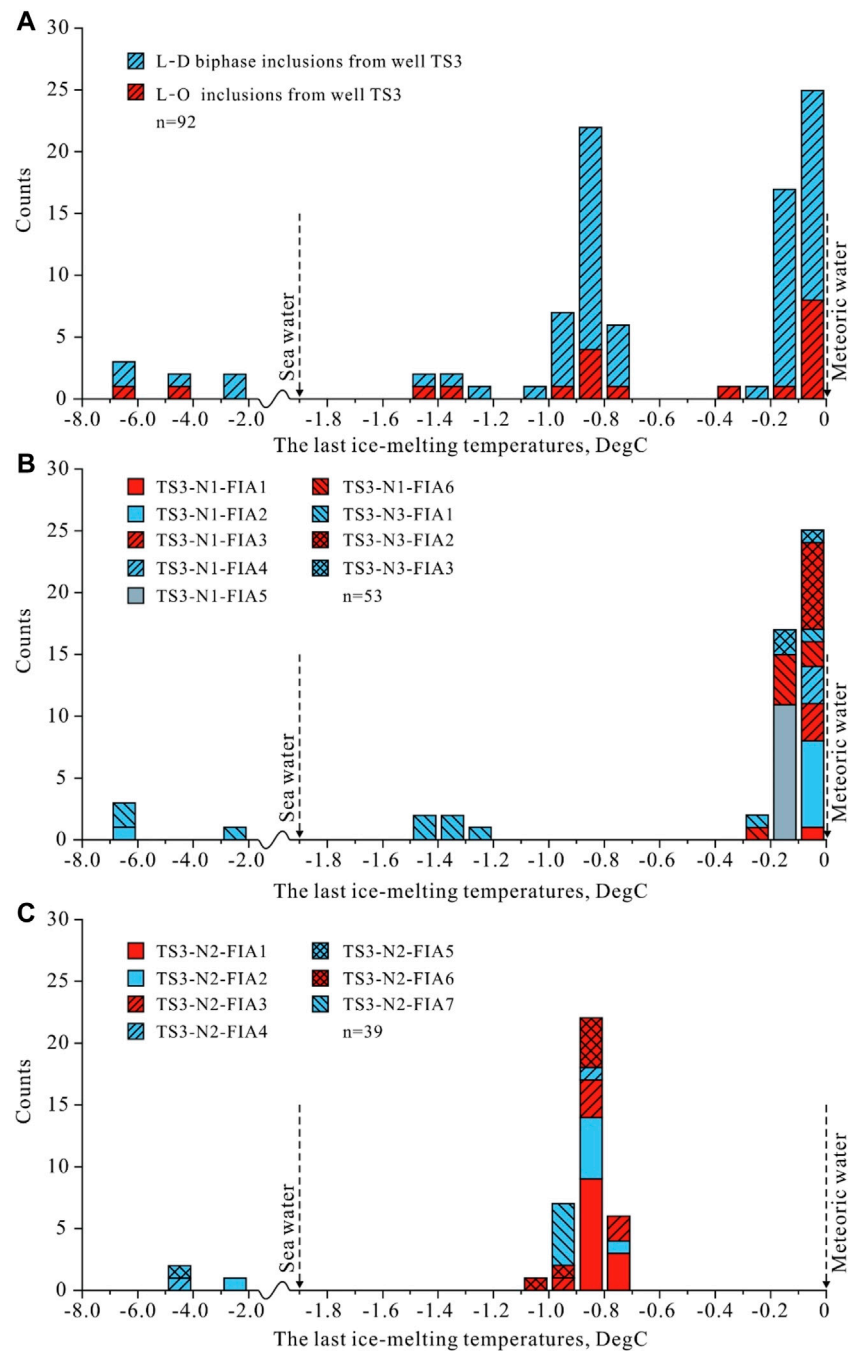 A
30
25
20
15
10
5
0
Counts
L-D biphase inclusions from well TS3
L-O inclusions from well TS3
n=92
Sea water
Meteoric water
-8.0 -6.0 -4.0 -2.0 -1.8 -1.6 -1.4 -1.2 -1.0 -0.8 -0.6 -0.4 -0.2 0
The last ice-melting temperatures, DegC
B
30
25
20
15
10
5
0
Counts
TS3-N1-FIA1
TS3-N1-FIA2
TS3-N1-FIA3
TS3-N1-FIA4
TS3-N1-FIA5
TS3-N1-FIA6
TS3-N3-FIA1
TS3-N3-FIA2
TS3-N3-FIA3
n=53
Sea water
Meteoric water
-8.0 -6.0 -4.0 -2.0 -1.8 -1.6 -1.4 -1.2 -1.0 -0.8 -0.6 -0.4 -0.2 0
The last ice-melting temperatures, DegC
C
30
25
20
15
10
5
0
Counts
TS3-N2-FIA1
TS3-N2-FIA2
TS3-N2-FIA3
TS3-N2-FIA4
TS3-N2-FIA5
TS3-N2-FIA6
TS3-N2-FIA7
n=39
Sea water
Meteoric water
-8.0 -6.0 -4.0 -2.0 -1.8 -1.6 -1.4 -1.2 -1.0 -0.8 -0.6 -0.4 -0.2 0
The last ice-melting temperatures, DegC